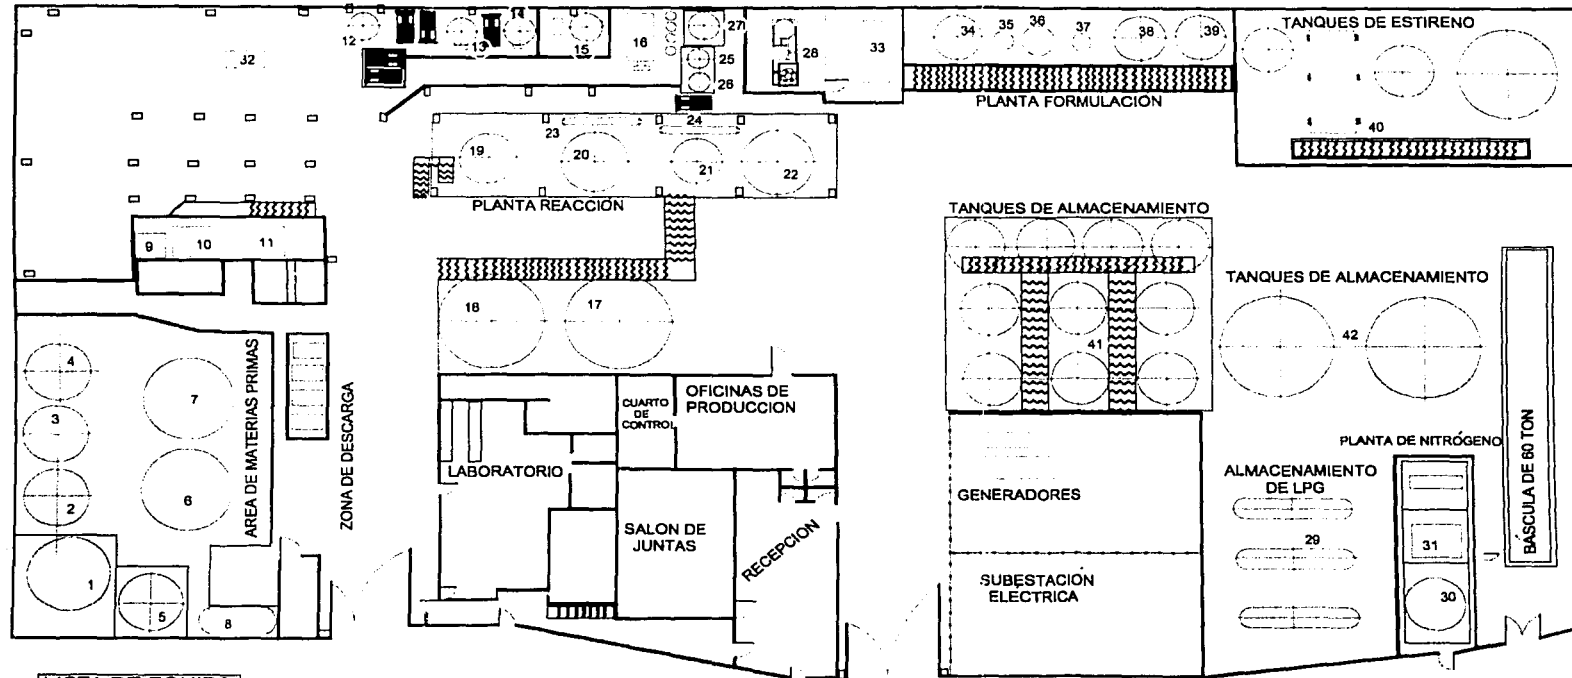 12
13
14
15
16
27
25
26
28
33
34
35
36
37
38
39
TANQUES DE ESTIRENO
32
PLANTA FORMULACION
40
23
24
19
20
21
22
PLANTA REACCION
TANQUES DE ALMACENAMIENTO
9
10
11
TANQUES DE ALMACENAMIENTO
18
17
41
42
4
3
2
7
6
AREA DE MATERIAS PRIMAS
ZONA DE DESCARGA
CUARTO
DE
CONTROL
OFICINAS DE
PRODUCCION
LABORATORIO
SALON DE
JUNTAS
RECEPCION
GENERADORES
SUBESTACIÓN
ELECTRICA
ALMACENAMIENTO
DE LPG
29
PLANTA DE NITRÓGENO
31
30
BÁSCULA DE 60 TON
1
5
8